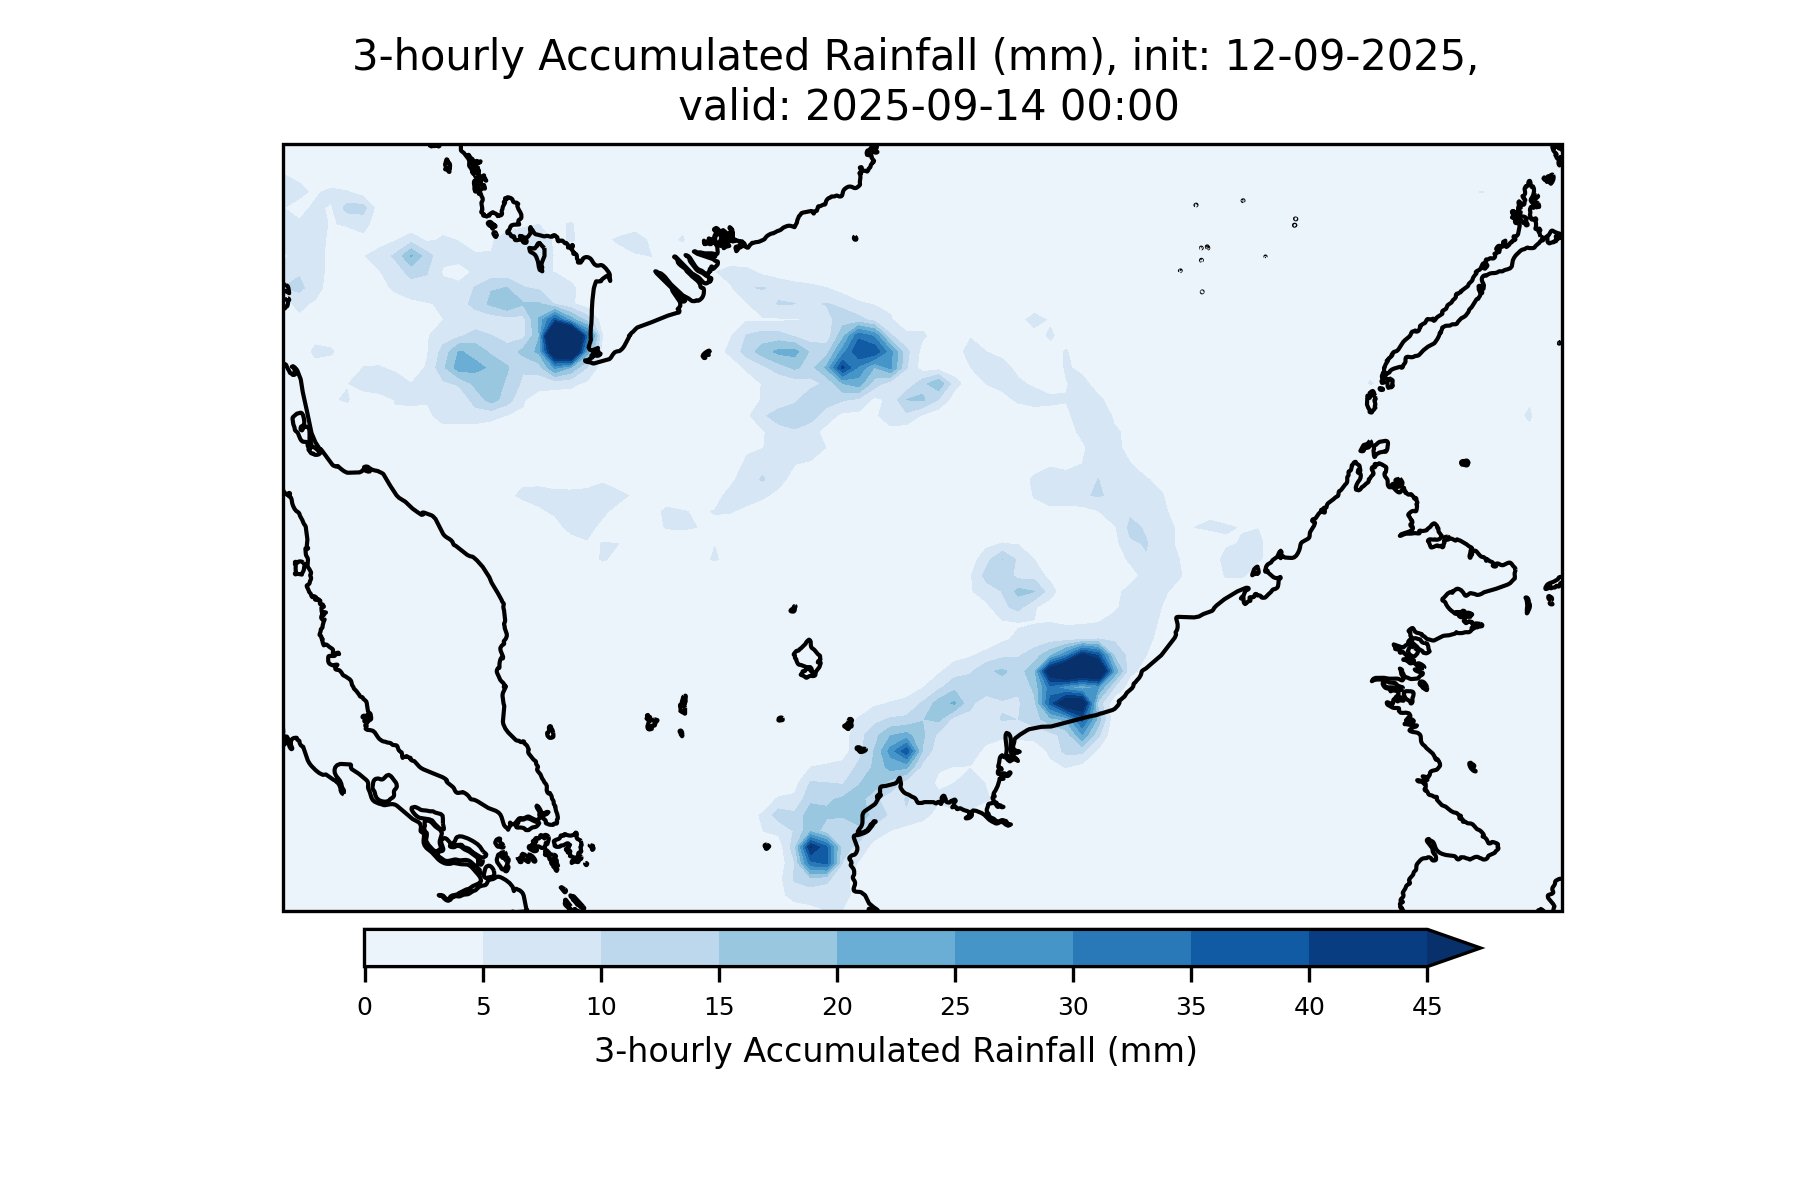 3-hourly Accumulated Rainfall (mm), init: 12-09-2025,
valid: 2025-09-14 00:00
0 5 10 15 20 25 30 35 40 45
3-hourly Accumulated Rainfall (mm)